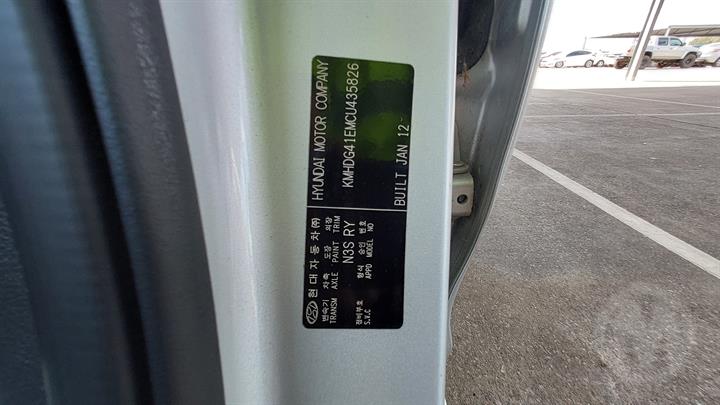 현대자동차(주) HYUNDAI MOTOR COMPANY
변속기 차축 도장 의장
TRANSM AXLE PAINT TRIM KMHDG41EMCU435826
N3S RY
형식 승인 번호
APPD MODEL NO
정비부호
S.V.C
BUILT JAN 12